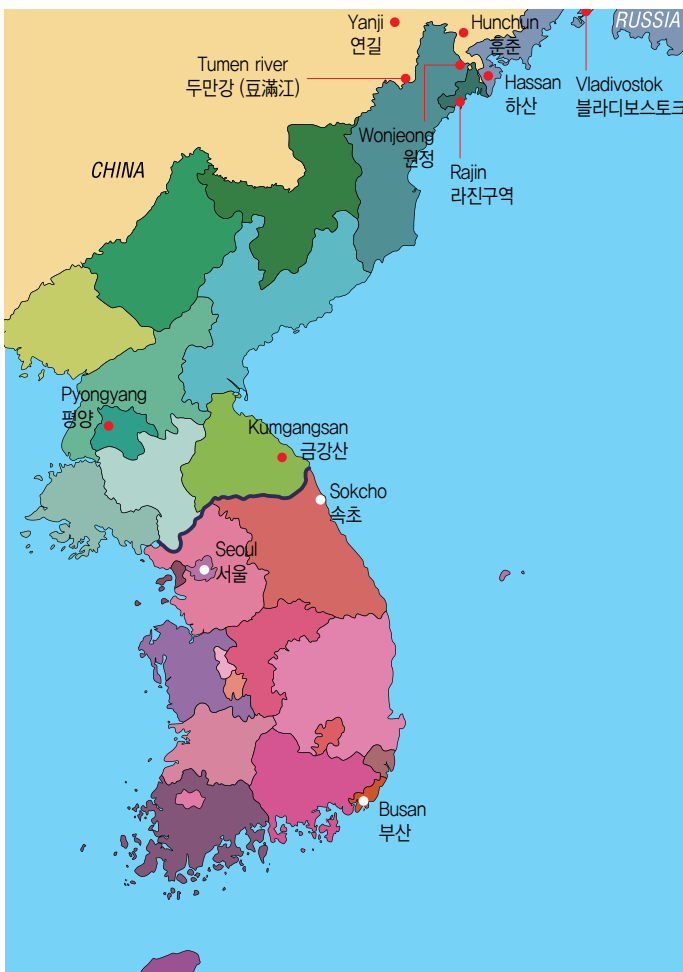 Yanji
연길
Hunchun
훈춘
RUSSIA
Tumen river
두만강 (豆滿江)
Hassan
하산
Vladivostok
블라디보스토크
Wonjeong
원정
Rajin
라진구역
CHINA
Pyongyang
평양
Kumgangsan
금강산
Sokcho
속초
Seoul
서울
Busan
부산